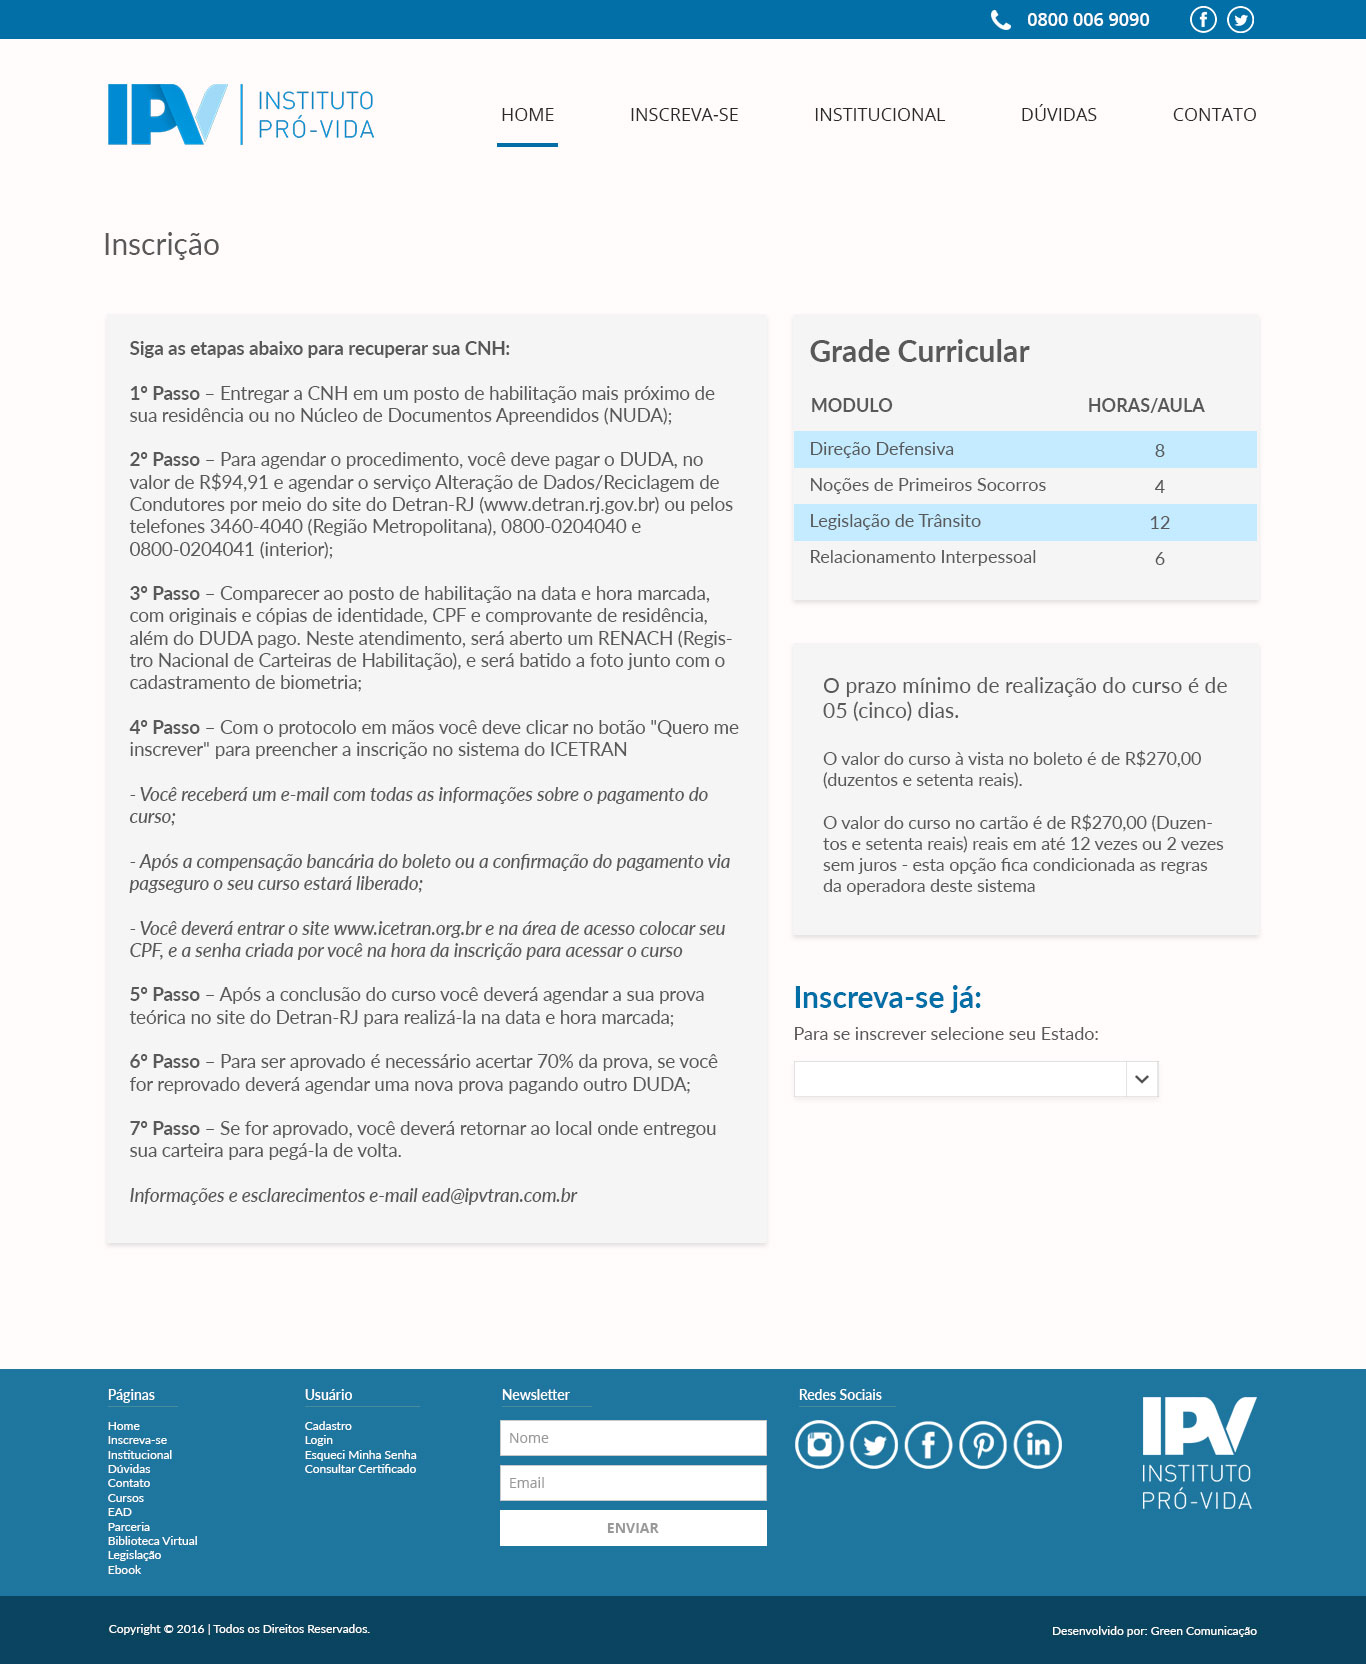 0800 006 9090
IPV
INSTITUTO
PRÓ-VIDA
HOME
INSCREVA-SE
INSTITUCIONAL
DÚVIDAS
CONTATO
Inscrição
Siga as etapas abaixo para recuperar sua CNH:
1º Passo – Entregar a CNH em um posto de habilitação mais próximo de
sua residência ou no Núcleo de Documentos Apreendidos (NUDA);
2º Passo – Para agendar o procedimento, você deve pagar o DUDA, no
valor de R$94,91 e agendar o serviço Alteração de Dados/Reciclagem de
Condutores por meio do site do Detran-RJ (www.detran.rj.gov.br) ou pelos
telefones 3460-4040 (Região Metropolitana), 0800-0204040 e
0800-0204041 (interior);
3º Passo – Comparecer ao posto de habilitação na data e hora marcada,
com originais e cópias de identidade, CPF e comprovante de residência,
além do DUDA pago. Neste atendimento, será aberto um RENACH (Regis-
tro Nacional de Carteiras de Habilitação), e será batido a foto junto com o
cadastramento de biometria;
4º Passo – Com o protocolo em mãos você deve clicar no botão "Quero me
inscrever" para preencher a inscrição no sistema do ICETRAN
- Você receberá um e-mail com todas as informações sobre o pagamento do
curso;
- Após a compensação bancária do boleto ou a confirmação do pagamento via
pagseguro o seu curso estará liberado;
- Você deverá entrar o site www.icetran.org.br e na área de acesso colocar seu
CPF, e a senha criada por você na hora da inscrição para acessar o curso
5º Passo – Após a conclusão do curso você deverá agendar a sua prova
teórica no site do Detran-RJ para realizá-la na data e hora marcada;
6º Passo – Para ser aprovado é necessário acertar 70% da prova, se você
for reprovado deverá agendar uma nova prova pagando outro DUDA;
7º Passo – Se for aprovado, você deverá retornar ao local onde entregou
sua carteira para pegá-la de volta.
Informações e esclarecimentos e-mail ead@ipvtran.com.br
Grade Curricular
MODULO HORAS/AULA
Direção Defensiva 8
Noções de Primeiros Socorros 4
Legislação de Trânsito 12
Relacionamento Interpessoal 6
O prazo mínimo de realização do curso é de
05 (cinco) dias.
O valor do curso à vista no boleto é de R$270,00
(duzentos e setenta reais).
O valor do curso no cartão é de R$270,00 (Duzen-
tos e setenta reais) reais em até 12 vezes ou 2 vezes
sem juros - esta opção fica condicionada as regras
da operadora deste sistema
Inscreva-se já:
Para se inscrever selecione seu Estado:
Páginas
Home
Inscreva-se
Institucional
Dúvidas
Contato
Cursos
EAD
Parceria
Biblioteca Virtual
Legislação
Ebook
Usuário
Cadastro
Login
Esqueci Minha Senha
Consultar Certificado
Newsletter
Nome
Email
ENVIAR
Redes Sociais
IPV
INSTITUTO
PRÓ-VIDA
Copyright © 2016 | Todos os Direitos Reservados.
Desenvolvido por: Green Comunicação